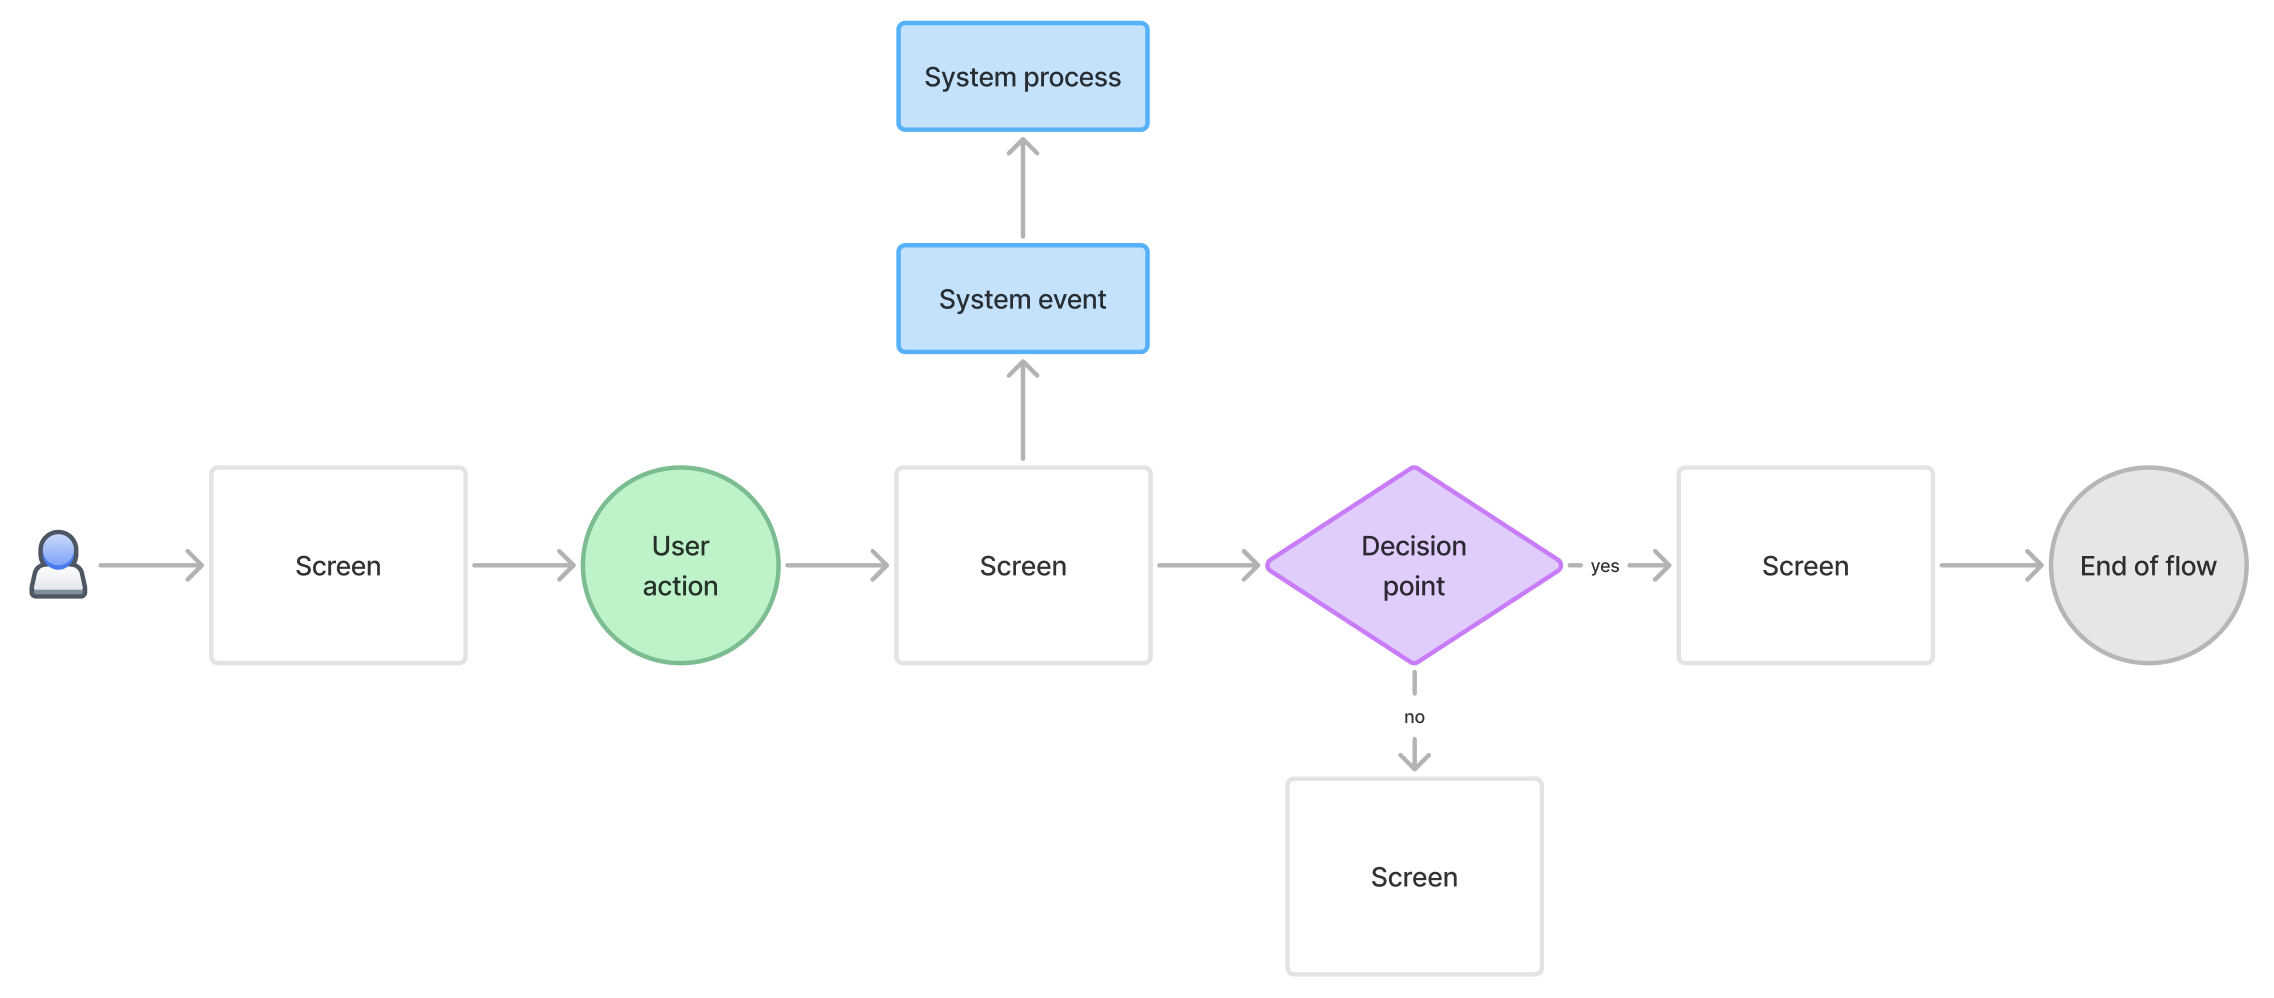 System process
System event
Screen
User
action
Screen
Decision
point
yes
Screen
End of flow
no
Screen